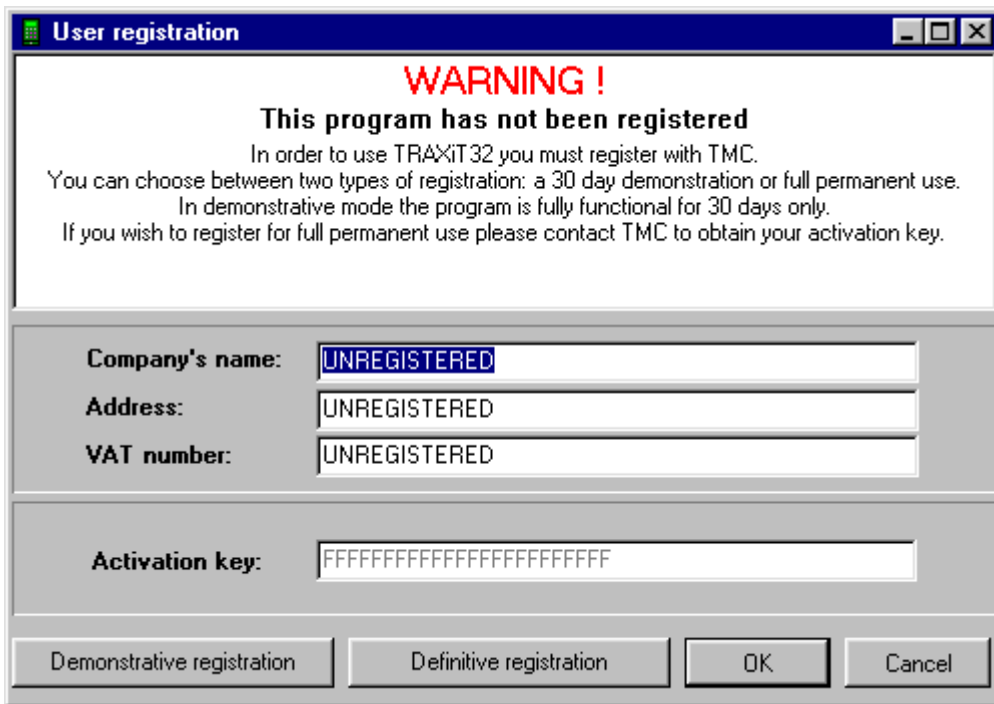 User registration
WARNING !
This program has not been registered
In order to use TRAXiT32 you must register with TMC.
You can choose between two types of registration: a 30 day demonstration or full permanent use.
In demonstrative mode the program is fully functional for 30 days only.
If you wish to register for full permanent use please contact TMC to obtain your activation key.
Company's name: UNREGISTERED
Address: UNREGISTERED
VAT number: UNREGISTERED
Activation key: FFFFFFFFFFFFFFFFFFFFFFFF
Demonstrative registration Definitive registration OK Cancel